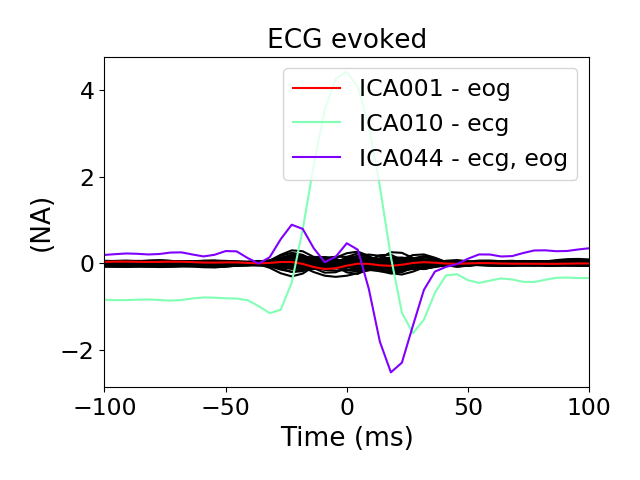 ECG evoked
ICA001 - eog
ICA010 - ecg
ICA044 - ecg, eog
(NA)
4
2
0
−2
−100
−50
0
50
100
Time (ms)